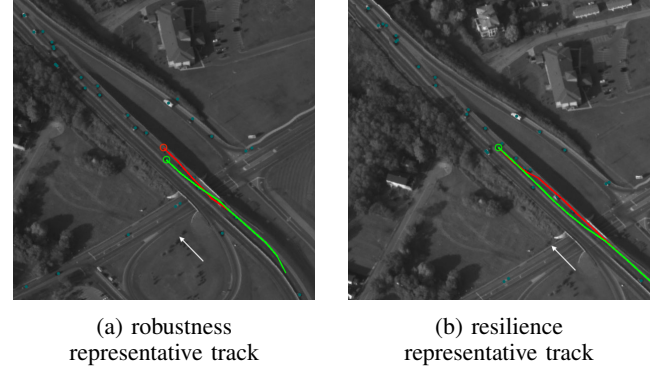 (a) robustness
representative track
(b) resilience
representative track